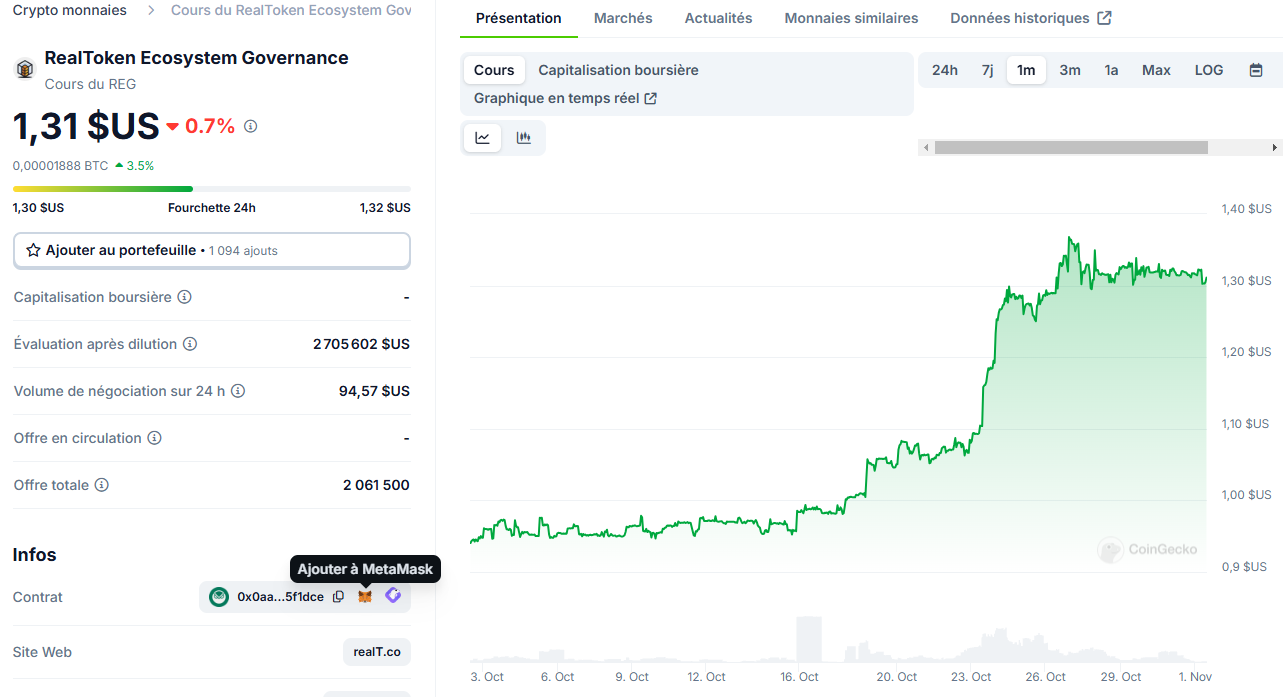 Crypto monnaies > Cours du RealToken Ecosystem Gov
RealToken Ecosystem Governance
Cours du REG
1,31 $US ▼ 0.7%
0,00001888 BTC ▲ 3.5%
1,30 $US Fourchette 24h 1,32 $US
Ajouter au portefeuille • 1 094 ajouts
Capitalisation boursière -
Évaluation après dilution 2 705 602 $US
Volume de négociation sur 24 h 94,57 $US
Offre en circulation -
Offre totale 2 061 500
Infos
Ajouter à MetaMask
Contrat 0x0aa...5f1dce
Site Web realT.co
Présentation Marchés Actualités Monnaies similaires Données historiques
Cours Capitalisation boursière
Graphique en temps réel
24h 7j 1m 3m 1a Max LOG
1,40 $US
1,30 $US
1,20 $US
1,10 $US
1,00 $US
CoinGecko
0,9 $US
3. Oct 6. Oct 9. Oct 12. Oct 16. Oct 20. Oct 23. Oct 26. Oct 29. Oct 1. Nov